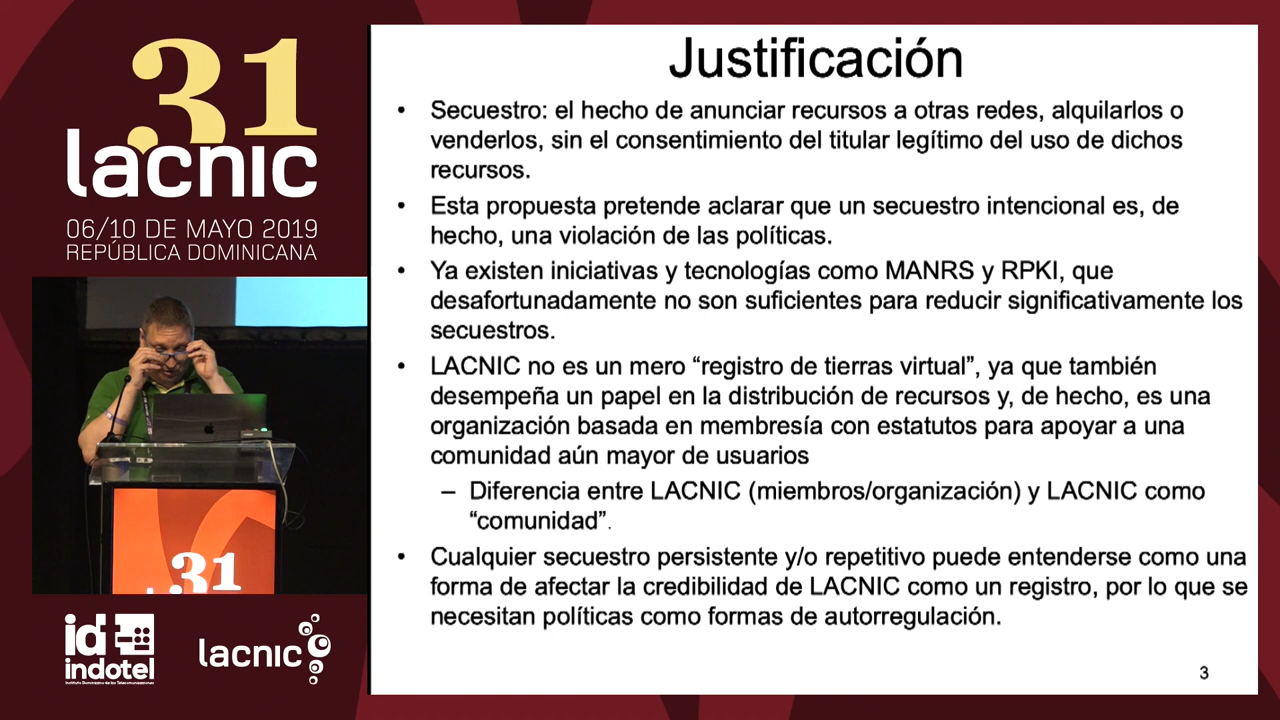 31
lacnic
06/10 DE MAYO 2019
REPÚBLICA DOMINICANA
.31
id
indotel
Instituto Dominicano de las Telecomunicaciones
lacnic
Justificación
• Secuestro: el hecho de anunciar recursos a otras redes, alquilarlos o
venderlos, sin el consentimiento del titular legítimo del uso de dichos
recursos.
• Esta propuesta pretende aclarar que un secuestro intencional es, de
hecho, una violación de las políticas.
• Ya existen iniciativas y tecnologías como MANRS y RPKI, que
desafortunadamente no son suficientes para reducir significativamente los
secuestros.
• LACNIC no es un mero “registro de tierras virtual”, ya que también
desempeña un papel en la distribución de recursos y, de hecho, es una
organización basada en membresía con estatutos para apoyar a una
comunidad aún mayor de usuarios
– Diferencia entre LACNIC (miembros/organización) y LACNIC como
“comunidad”.
• Cualquier secuestro persistente y/o repetitivo puede entenderse como una
forma de afectar la credibilidad de LACNIC como un registro, por lo que se
necesitan políticas como formas de autorregulación.
3